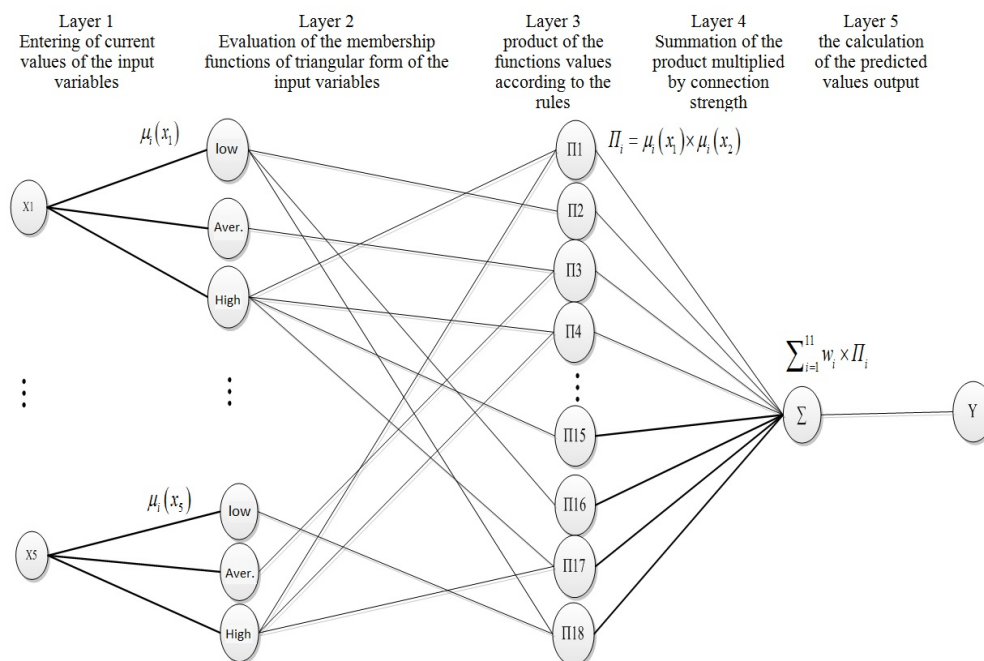 Layer 1
Entering of current
values of the input
variables
Layer 2
Evaluation of the membership
functions of triangular form of the
input variables
Layer 3
product of the
functions values
according to the
rules
Layer 4
Summation of the
product multiplied
by connection
strength
Layer 5
the calculation
of the predicted
values output
μᵢ(x₁)
low
Π1
Πᵢ = μᵢ(x₁)×μᵢ(x₂)
X1
Π2
Aver.
Π3
High
Π4
∑ᵢ₌₁¹¹ wᵢ × Πᵢ
∑
Y
Π15
μᵢ(x₅)
low
Π16
X5
Aver.
Π17
High
Π18